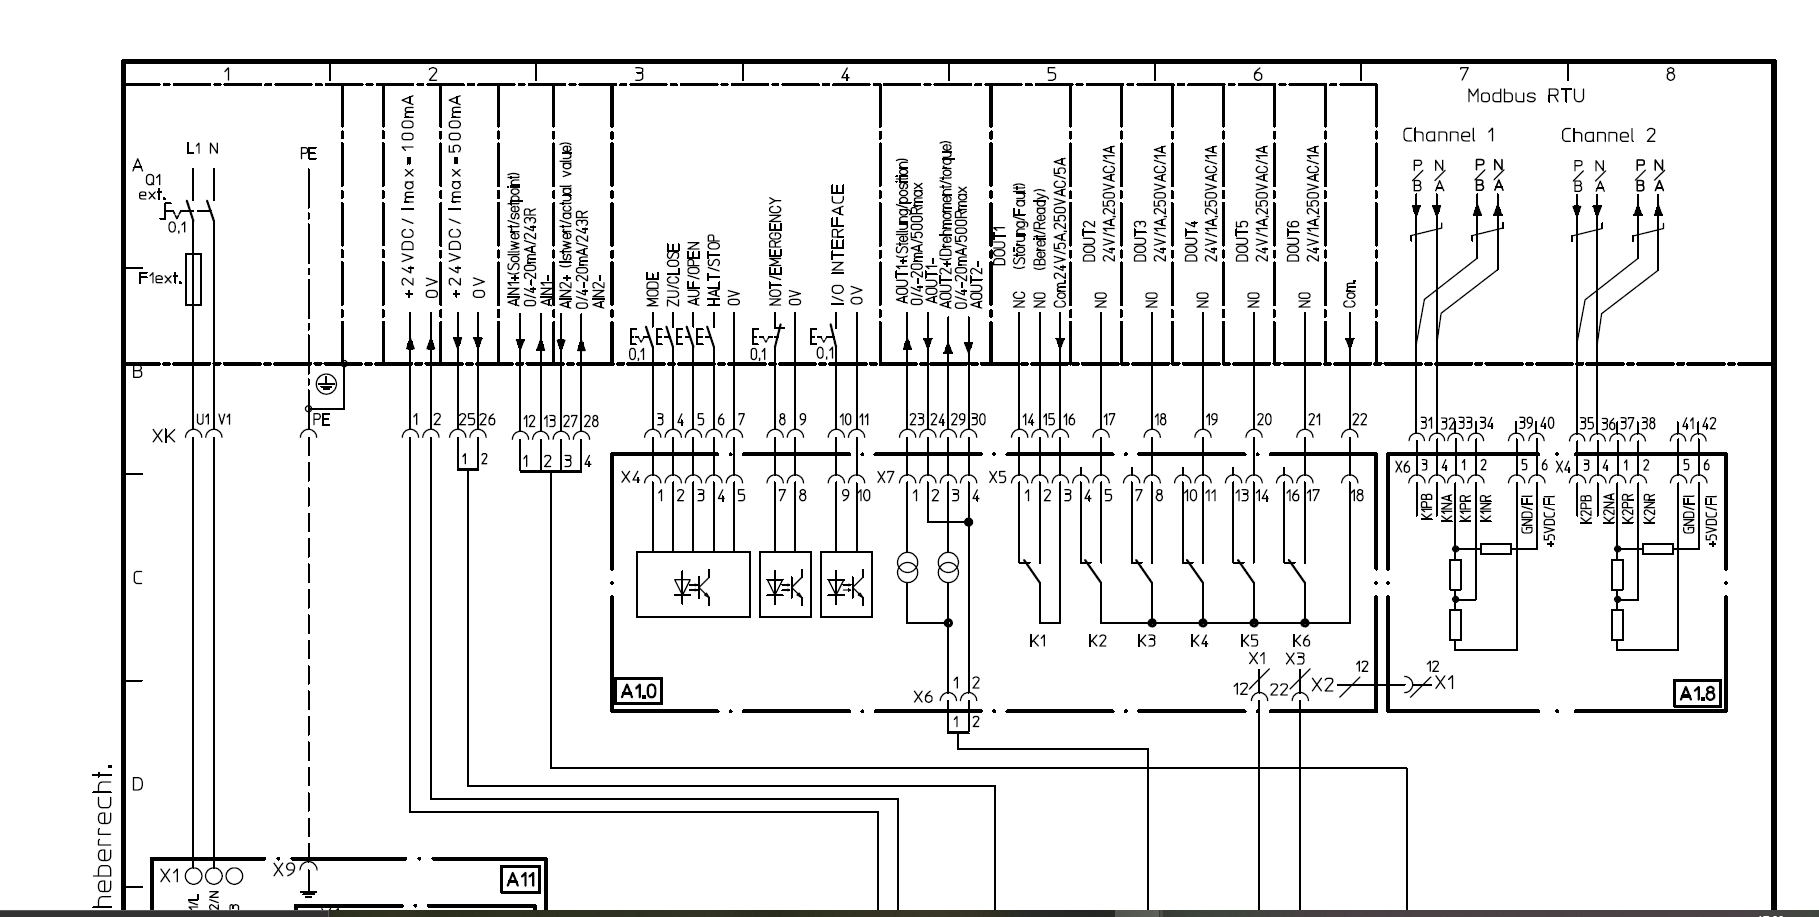 1 2 3 4 5 6 7 8
Modbus RTU
Channel 1 Channel 2
P N P N P N P N
B A B A B A B A
A
B
C
D
L1 N
PE
Q1
ext.
0,1
F1ext.
+24VDC/Imax=100mA
0V
+24VDC/Imax=500mA
0V
AIN1+(Sollwert/setpoint)
0/4-20mA/243R
AIN1-
AIN2+ (Istwert/actual value)
0/4-20mA/243R
AIN2-
MODE
ZU/CLOSE
AUF/OPEN
HALT/STOP
0V
0,1
NOT/EMERGENCY
0V
0,1
I/O INTERFACE
0V
0,1
AOUT1+(Stellung/position)
0/4-20mA/500Rmax
AOUT1-
AOUT2+(Drehmoment/torque)
0/4-20mA/500Rmax
AOUT2-
DOUT1
NC (Störung/Fault)
NO (Bereit/Ready)
Com.24V/5A,250VAC/5A
DOUT2
24V/1A,250VAC/1A
NO
DOUT3
24V/1A,250VAC/1A
NO
DOUT4
24V/1A,250VAC/1A
NO
DOUT5
24V/1A,250VAC/1A
NO
DOUT6
24V/1A,250VAC/1A
NO
Com.
XK U1 V1 PE 1 2 25 26 12 13 27 28 3 4 5 6 7 8 9 10 11 23 24 29 30 14 15 16 17 18 19 20 21 22 31 32 33 34 39 40 35 36 37 38 41 42
1 2 1 2 3 4
X4 1 2 3 4 5 7 8 9 10
X7 1 2 3 4
X5 1 2 3 4 5 7 8 10 11 13 14 16 17 18
X6 3 4 1 2 5 6
X4 3 4 1 2 5 6
K1PB
K1NA
K1PR
K1NR
GND/FI
+5VDC/FI
K2PB
K2NA
K2PR
K2NR
GND/FI
+5VDC/FI
K1 K2 K3 K4 K5 K6
X1 X3
12 22 X2 12 12 X1
A1.0 A1.8
X6 1 2
1 2
heberrecht.
X1 X9 A11
1/L
2/N